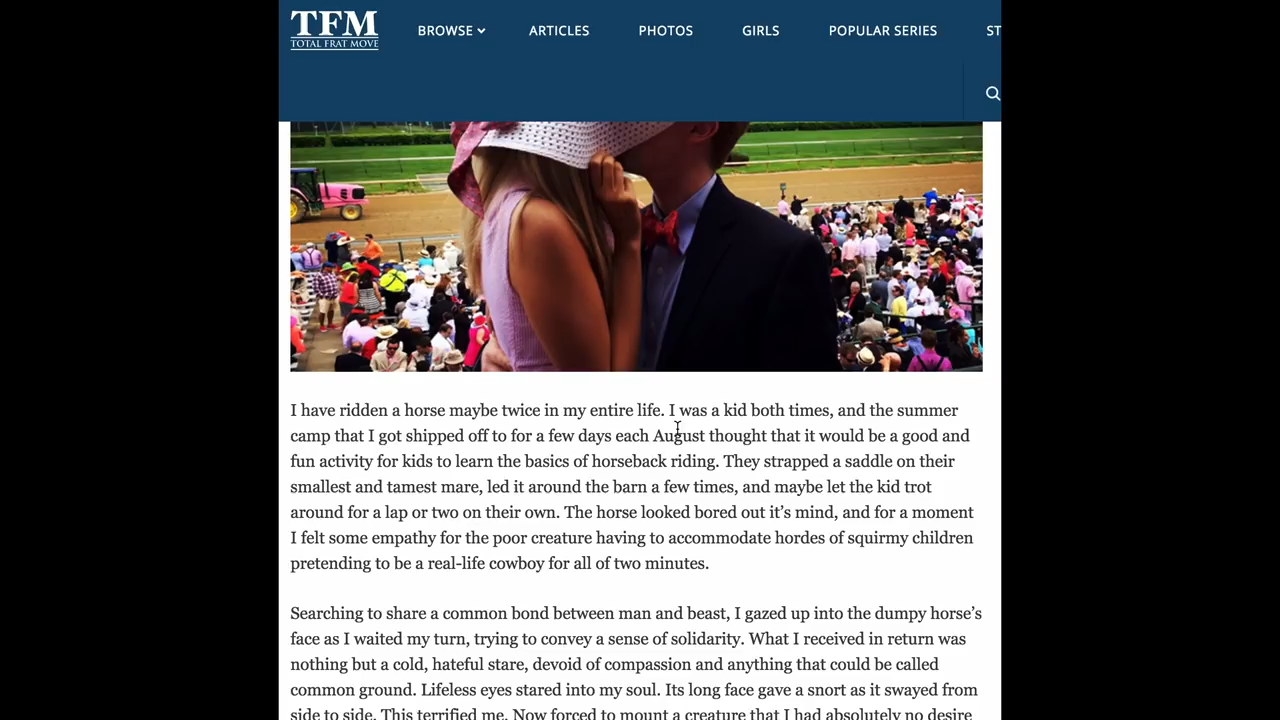 TFM
TOTAL FRAT MOVE
BROWSE
ARTICLES
PHOTOS
GIRLS
POPULAR SERIES
ST
I have ridden a horse maybe twice in my entire life. I was a kid both times, and the summer
camp that I got shipped off to for a few days each August thought that it would be a good and
fun activity for kids to learn the basics of horseback riding. They strapped a saddle on their
smallest and tamest mare, led it around the barn a few times, and maybe let the kid trot
around for a lap or two on their own. The horse looked bored out it’s mind, and for a moment
I felt some empathy for the poor creature having to accommodate hordes of squirmy children
pretending to be a real-life cowboy for all of two minutes.
Searching to share a common bond between man and beast, I gazed up into the dumpy horse’s
face as I waited my turn, trying to convey a sense of solidarity. What I received in return was
nothing but a cold, hateful stare, devoid of compassion and anything that could be called
common ground. Lifeless eyes stared into my soul. Its long face gave a snort as it swayed from
side to side. This terrified me. Now forced to mount a creature that I had absolutely no desire